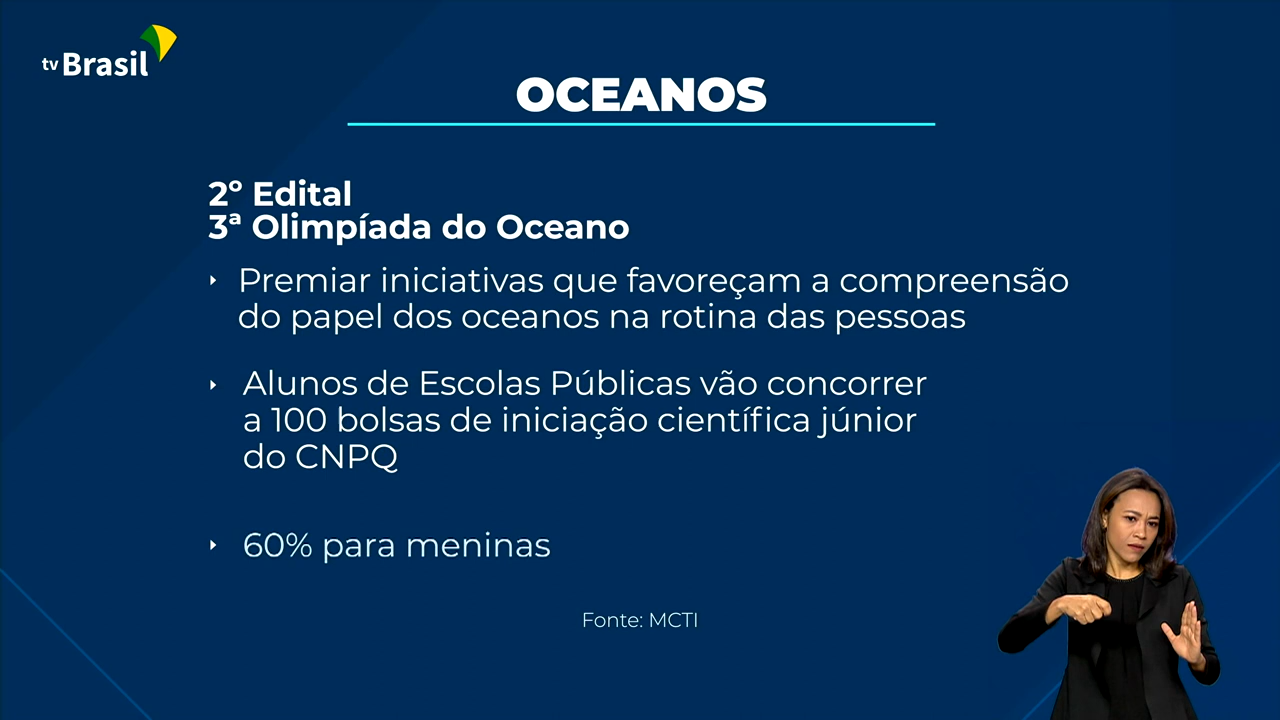 tv Brasil
OCEANOS
2º Edital
3ª Olimpíada do Oceano
Premiar iniciativas que favoreçam a compreensão
do papel dos oceanos na rotina das pessoas
Alunos de Escolas Públicas vão concorrer
a 100 bolsas de iniciação científica júnior
do CNPQ
60% para meninas
Fonte: MCTI